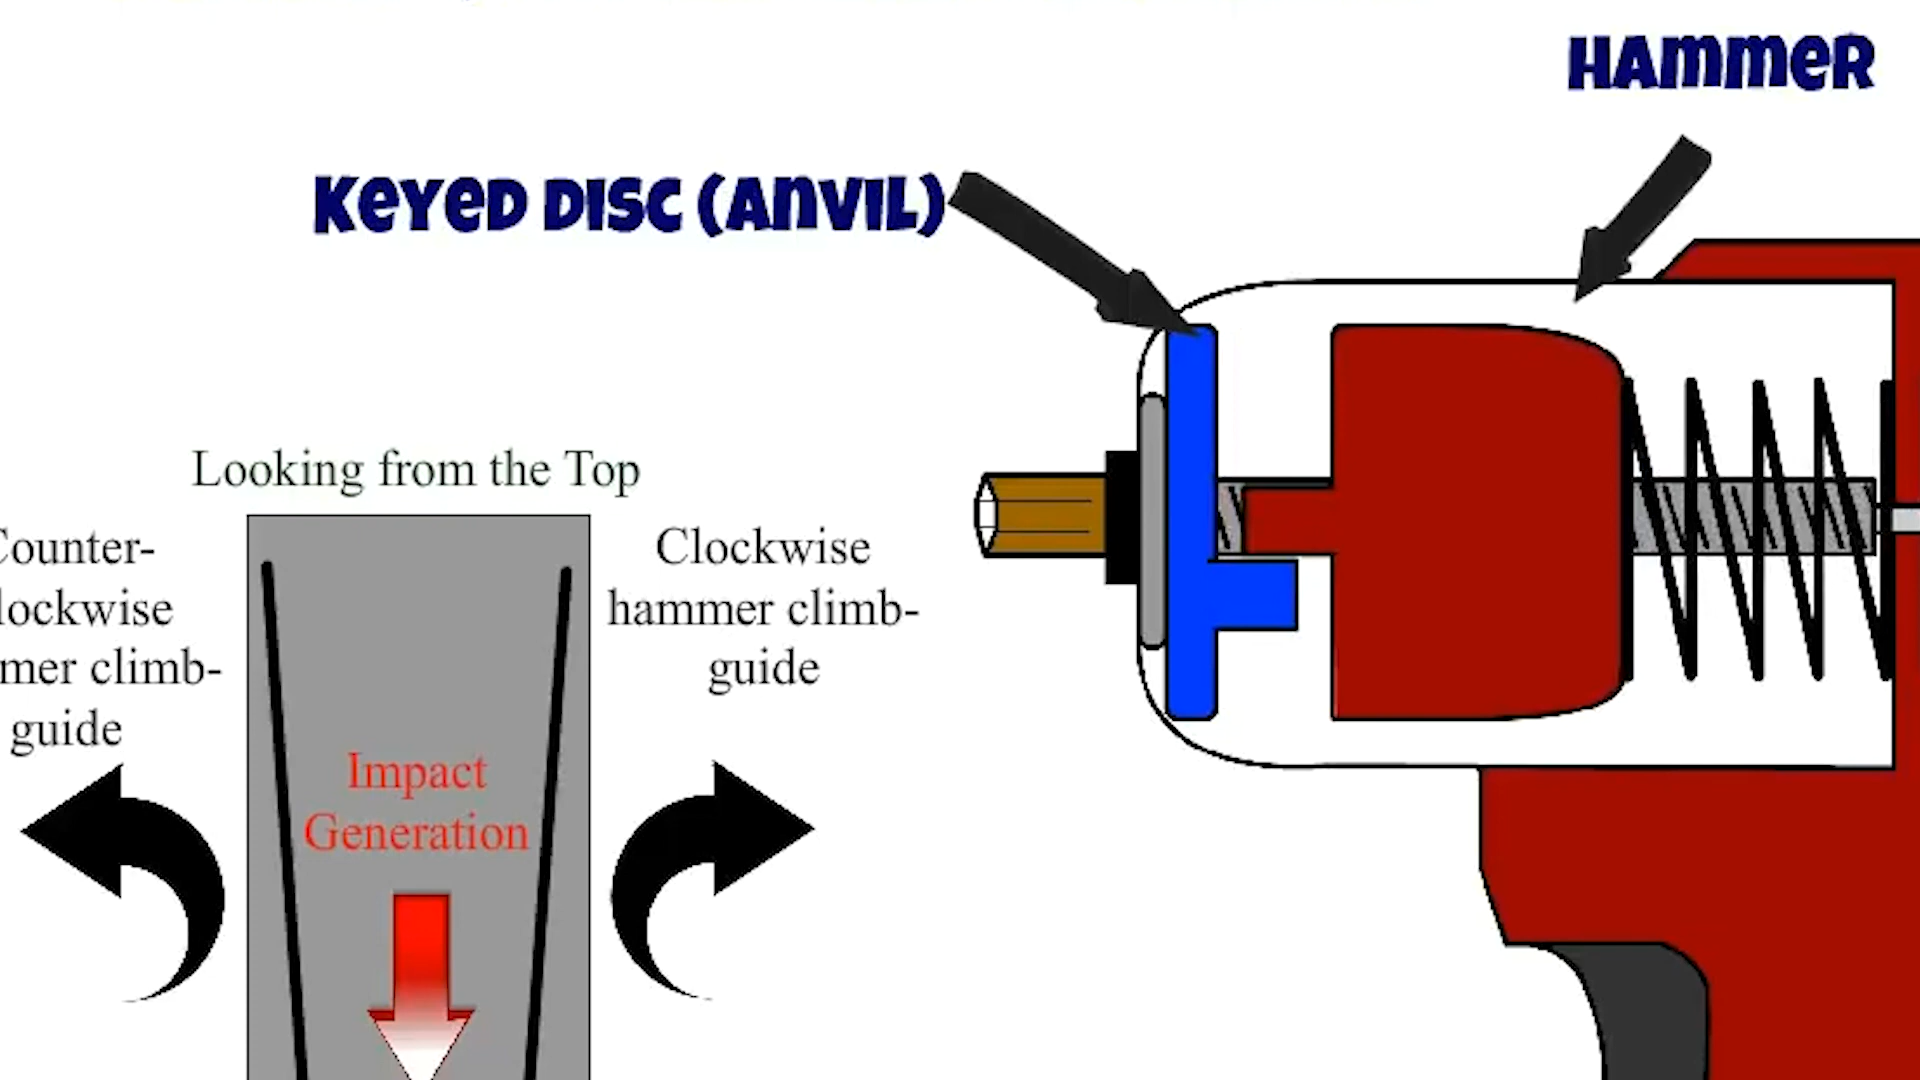 HAMMER
KEYED DISC (ANVIL)
Looking from the Top
Counter-
lockwise
mer climb-
guide
Clockwise
hammer climb-
guide
Impact
Generation